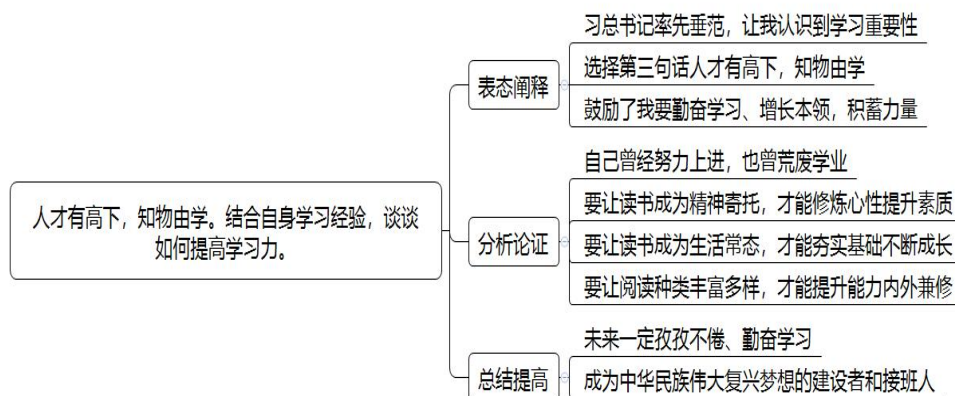 人才有高下，知物由学。结合自身学习经验，谈谈
如何提高学习力。
表态阐释
习总书记率先垂范，让我认识到学习重要性
选择第三句话人才有高下，知物由学
鼓励了我要勤奋学习、增长本领，积蓄力量
分析论证
自己曾经努力上进，也曾荒废学业
要让读书成为精神寄托，才能修炼心性提升素质
要让读书成为生活常态，才能夯实基础不断成长
要让阅读种类丰富多样，才能提升能力内外兼修
总结提高
未来一定孜孜不倦、勤奋学习
成为中华民族伟大复兴梦想的建设者和接班人